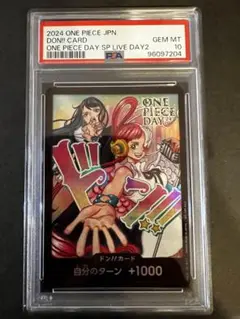 2024 ONE PIECE JPN
DON!! CARD
GEM MT
ONE PIECE DAY SP LIVE DAY2
10
PSA
96097204
ONE
PIECE
DAY
ドン!!
ドン!!カード
自分のターン +1000